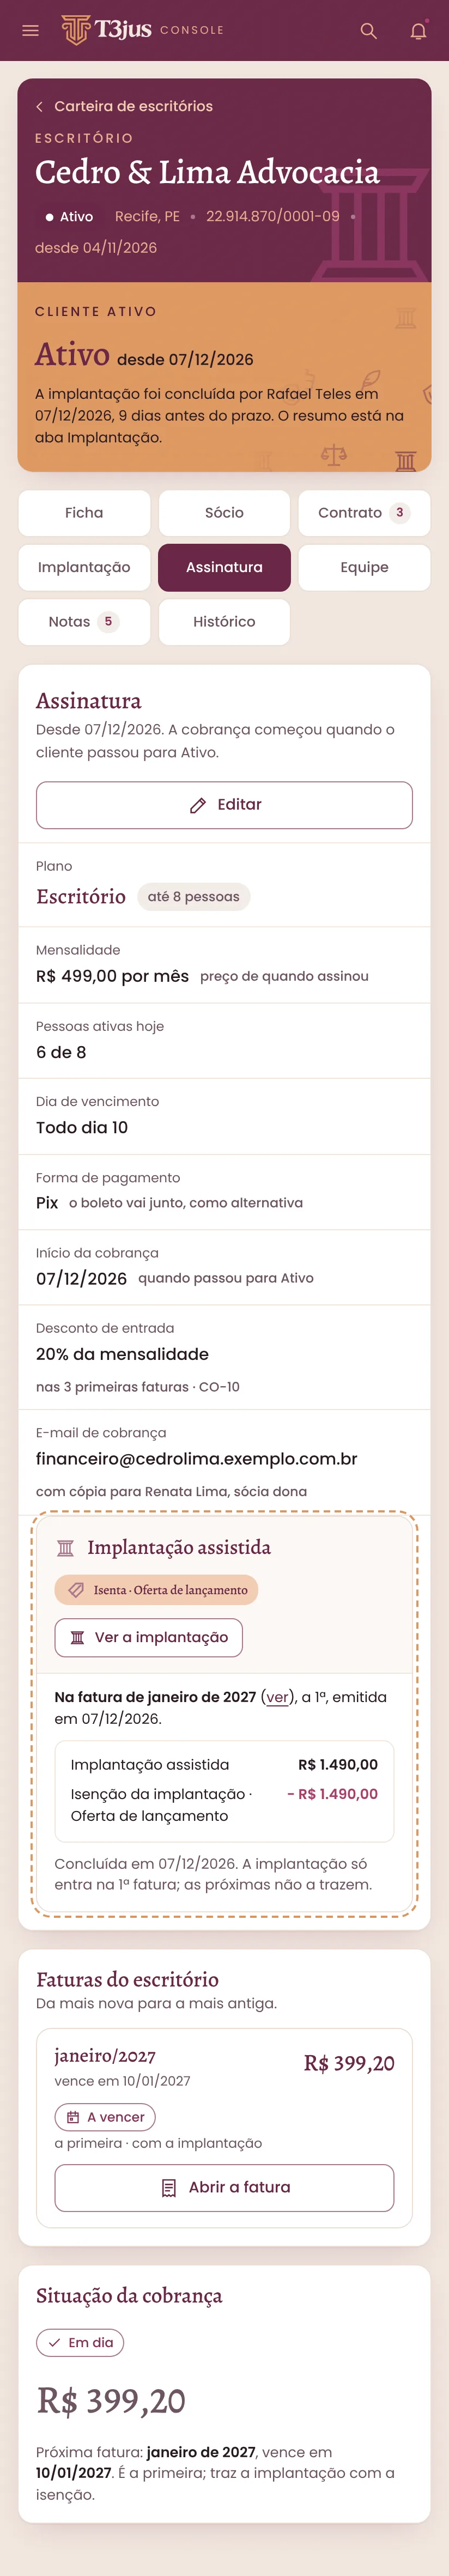 T3jus CONSOLE
Carteira de escritórios
ESCRITÓRIO
Cedro & Lima Advocacia
Ativo Recife, PE • 22.914.870/0001-09 •
desde 04/11/2026
CLIENTE ATIVO
Ativo desde 07/12/2026
A implantação foi concluída por Rafael Teles em
07/12/2026, 9 dias antes do prazo. O resumo está na
aba Implantação.
Ficha Sócio Contrato 3
Implantação Assinatura Equipe
Notas 5 Histórico
Assinatura
Desde 07/12/2026. A cobrança começou quando o
cliente passou para Ativo.
Editar
Plano
Escritório até 8 pessoas
Mensalidade
R$ 499,00 por mês preço de quando assinou
Pessoas ativas hoje
6 de 8
Dia de vencimento
Todo dia 10
Forma de pagamento
Pix o boleto vai junto, como alternativa
Início da cobrança
07/12/2026 quando passou para Ativo
Desconto de entrada
20% da mensalidade
nas 3 primeiras faturas · CO-10
E-mail de cobrança
financeiro@cedrolima.exemplo.com.br
com cópia para Renata Lima, sócia dona
Implantação assistida
Isenta · Oferta de lançamento
Ver a implantação
Na fatura de janeiro de 2027 (ver), a 1ª, emitida
em 07/12/2026.
Implantação assistida R$ 1.490,00
Isenção da implantação · - R$ 1.490,00
Oferta de lançamento
Concluída em 07/12/2026. A implantação só
entra na 1ª fatura; as próximas não a trazem.
Faturas do escritório
Da mais nova para a mais antiga.
janeiro/2027 R$ 399,20
vence em 10/01/2027
A vencer
a primeira · com a implantação
Abrir a fatura
Situação da cobrança
Em dia
R$ 399,20
Próxima fatura: janeiro de 2027, vence em
10/01/2027. É a primeira; traz a implantação com a
isenção.